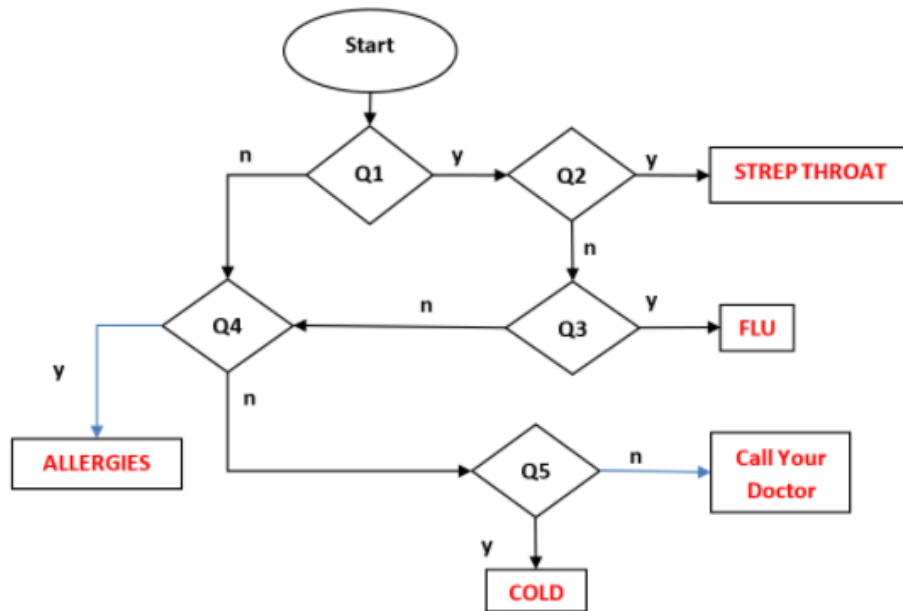 Start
n
Q1
y
Q2
y
STREP THROAT
n
Q4
n
Q3
y
FLU
y
n
ALLERGIES
Q5
n
Call Your
Doctor
y
COLD